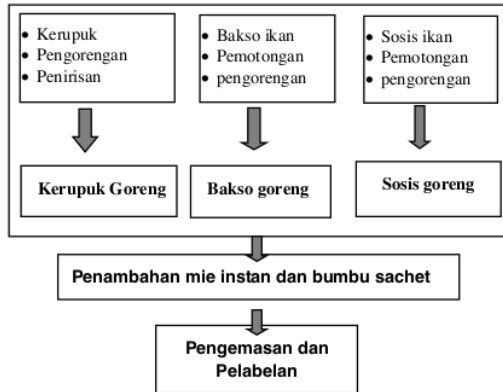 • Kerupuk
• Pengorengan
• Penirisan
• Bakso ikan
• Pemotongan
• pengorengan
• Sosis ikan
• Pemotongan
• pengorengan
Kerupuk Goreng
Bakso goreng
Sosis goreng
Penambahan mie instan dan bumbu sachet
Pengemasan dan
Pelabelan